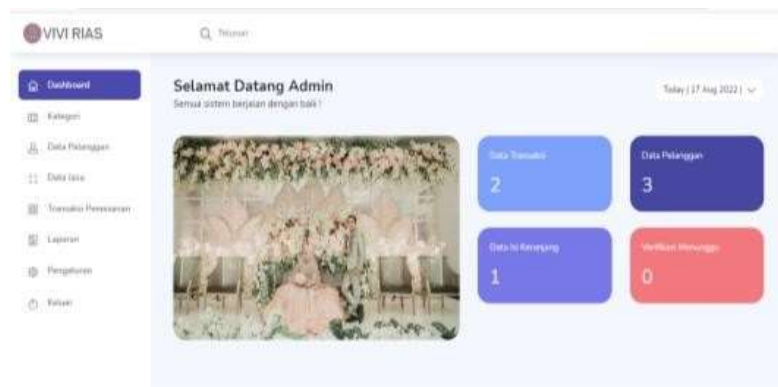 VIVI RIAS
Dashboard
Kategori
Data Pelanggan
Data Jasa
Transaksi Pemesanan
Laporan
Pengaturan
Keluar
Selamat Datang Admin
Semua sistem berjalan dengan baik !
Today ( 17 Aug 2022 )
Data Transaksi
2
Data Pelanggan
3
Data Isi Keranjang
1
Verifikasi Menunggu
0